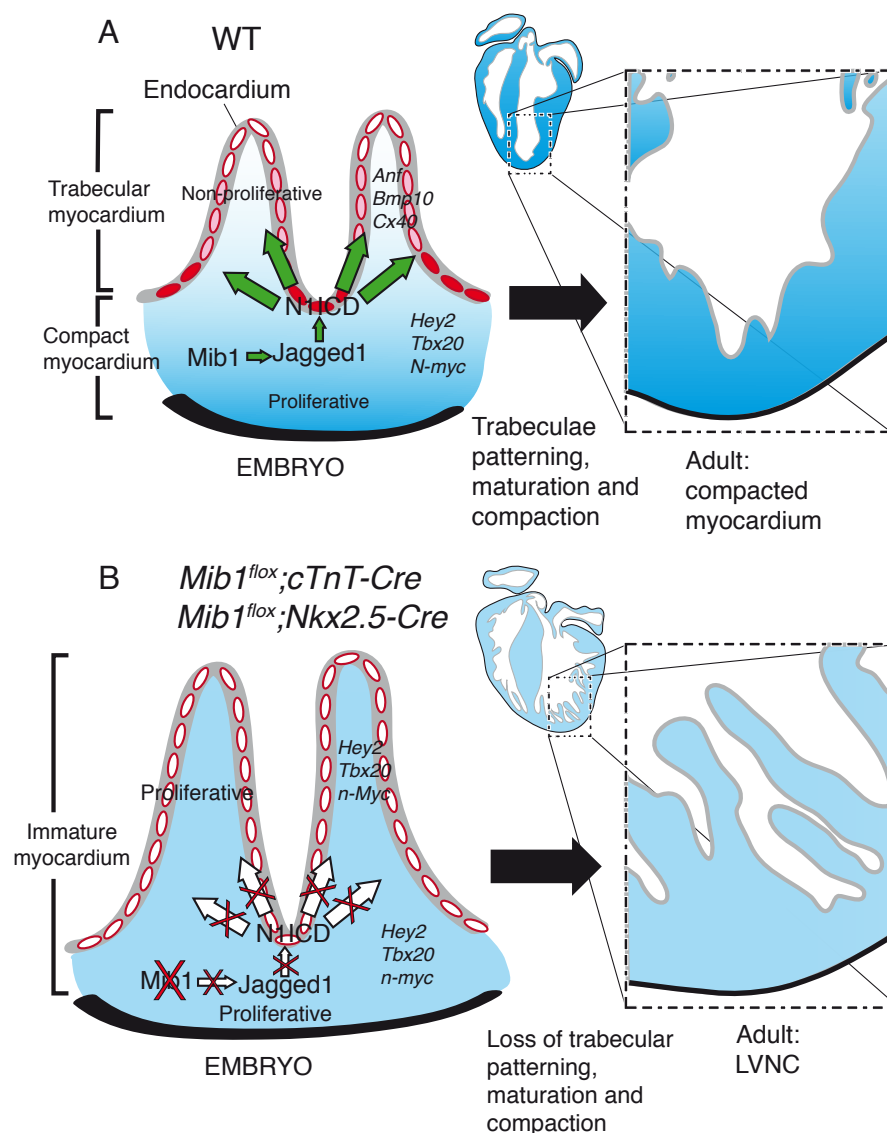 A
WT
Endocardium
Trabecular
myocardium
Non-proliferative
Anf
Bmp10
Cx40
N1ICD
Compact
myocardium
Mib1
Jagged1
Hey2
Tbx20
N-myc
Proliferative
EMBRYO
Trabeculae
patterning,
maturation and
compaction
Adult:
compacted
myocardium
B
Mib1flox;cTnT-Cre
Mib1flox;Nkx2.5-Cre
Immature
myocardium
Proliferative
Hey2
Tbx20
n-Myc
N1ICD
Mib1
Jagged1
Hey2
Tbx20
n-myc
Proliferative
EMBRYO
Loss of trabecular
patterning,
maturation and
compaction
Adult:
LVNC